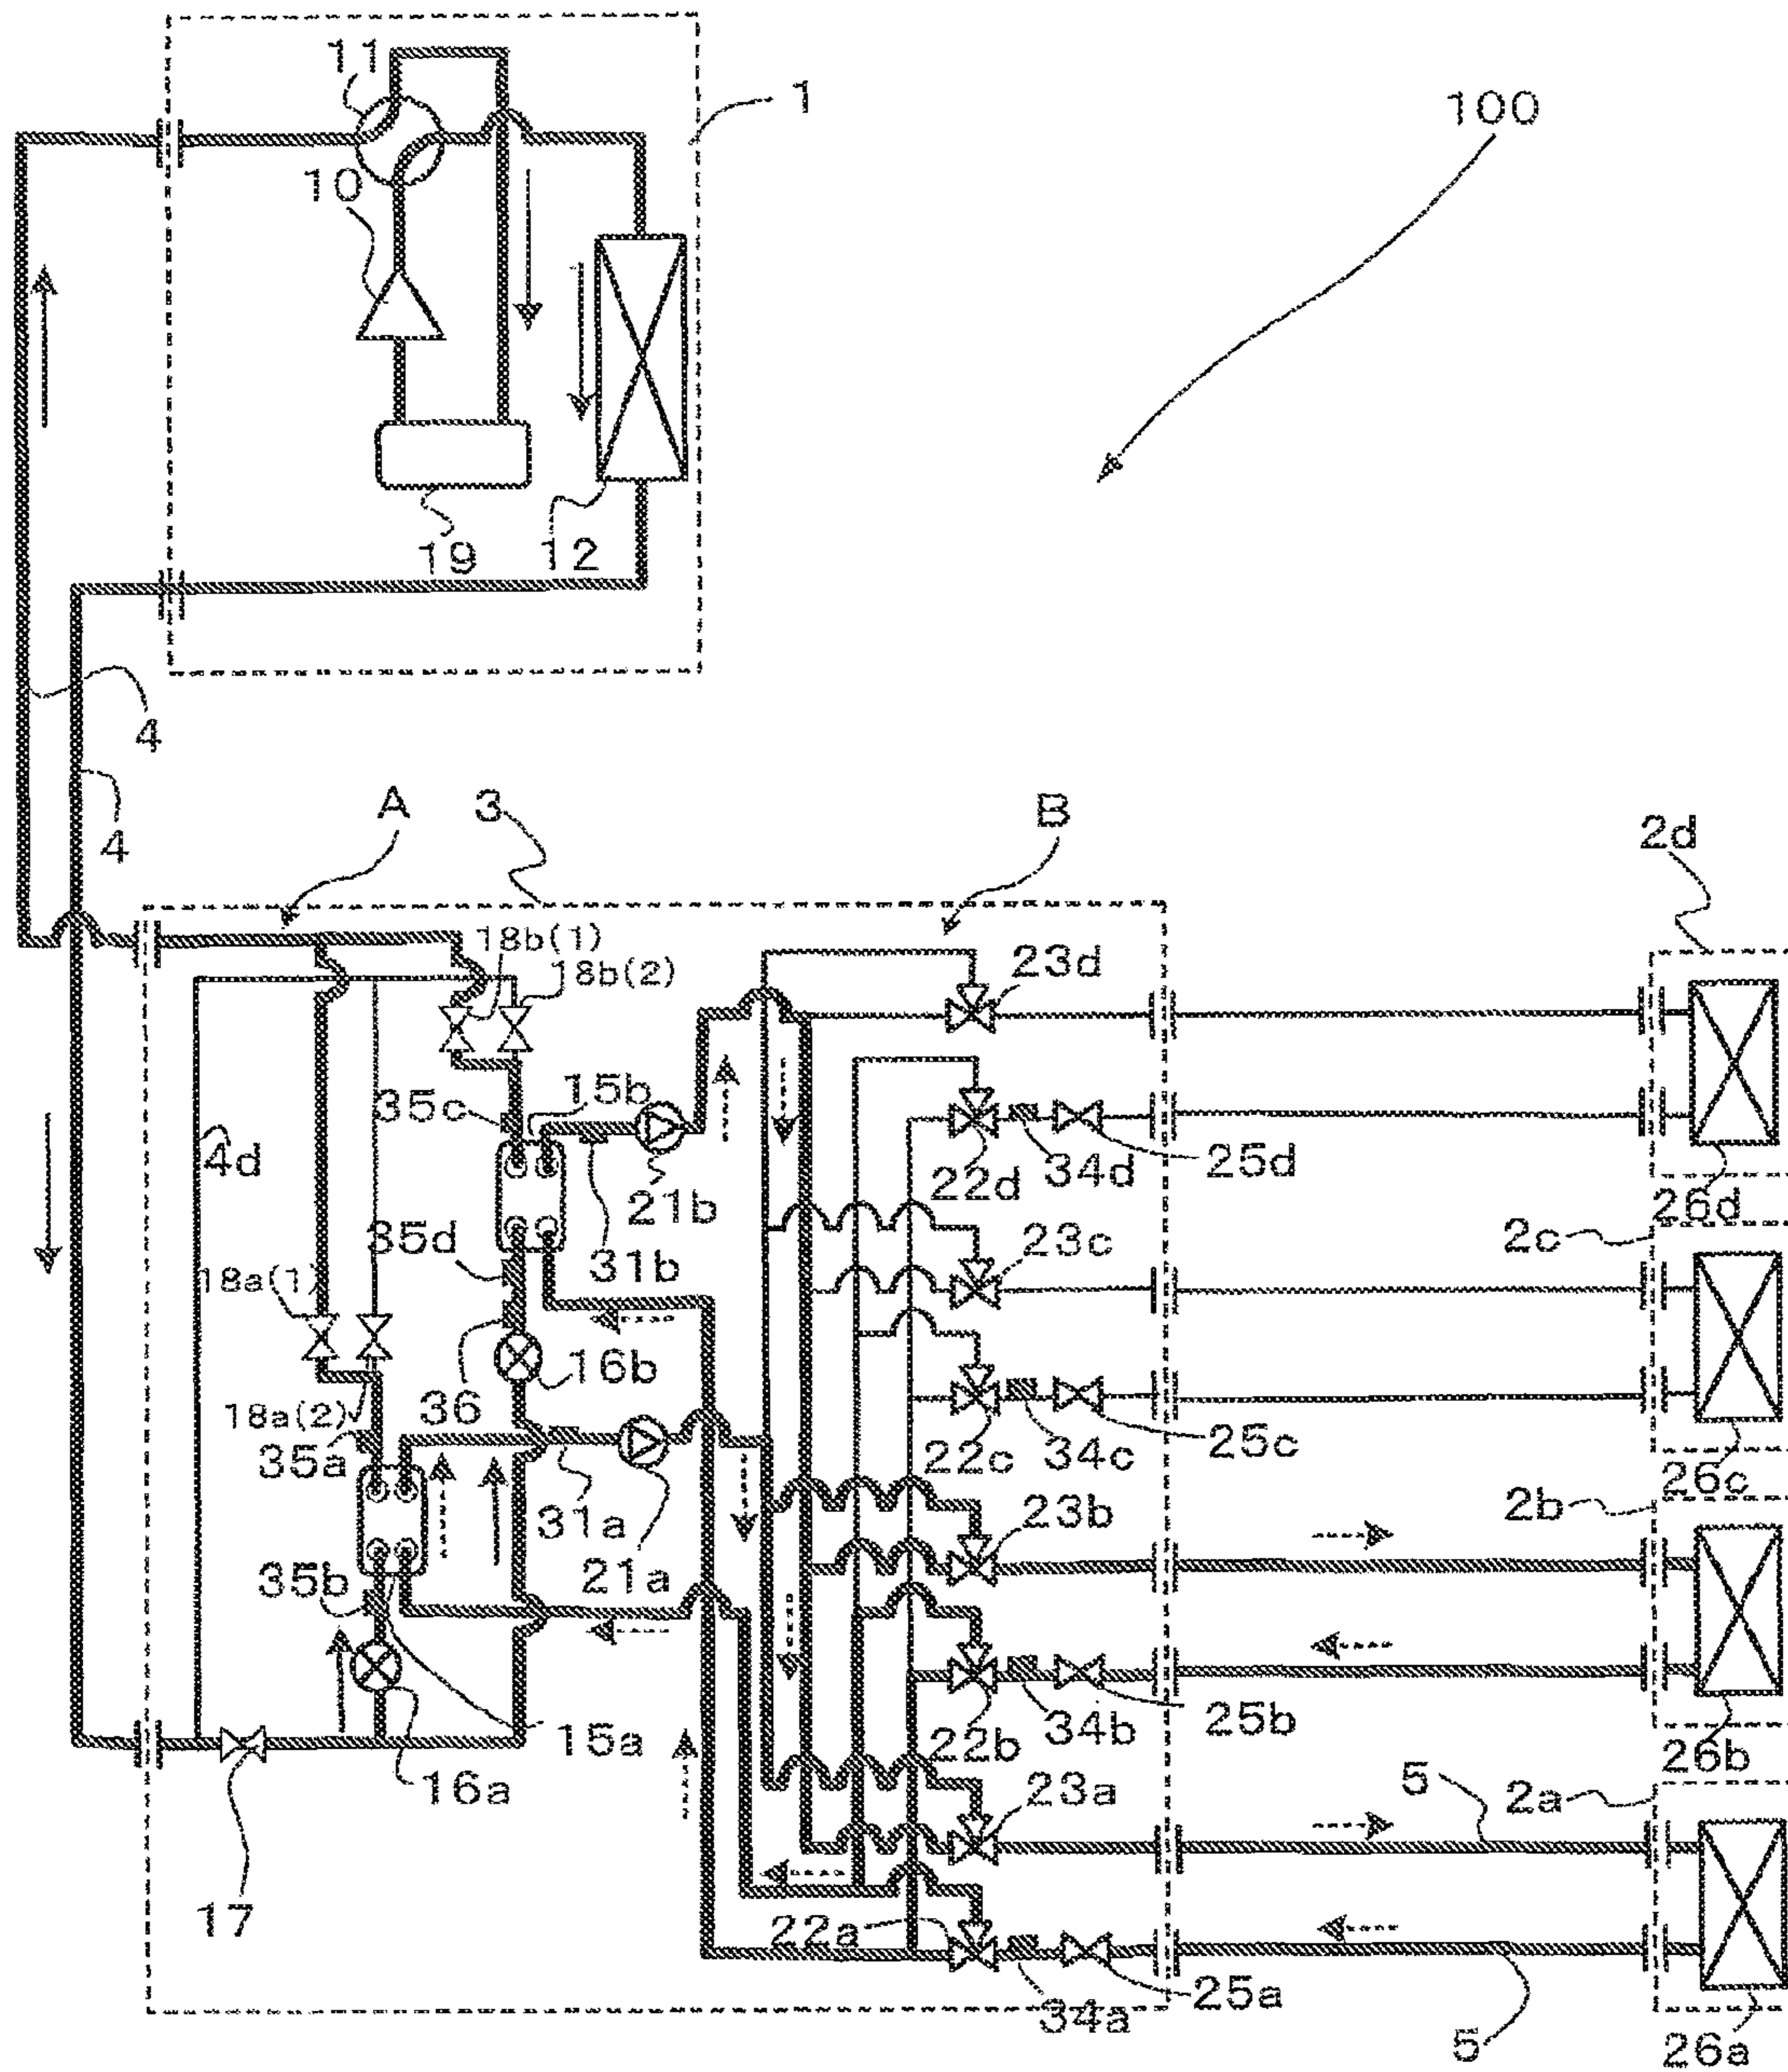 11
1
100
10
19
12
4
4
A
3
B
2d
18b(1)
18b(2)
23d
35c
15b
4d
21b
22d
34d
25d
26d
35d
31b
23c
2c
18a(1)
36
16b
18a(2)
35a
22c
34c
25c
26c
31a
21a
23b
2b
35b
15a
16a
22b
34b
25b
26b
23a
5
2a
17
22a
34a
25a
5
26a